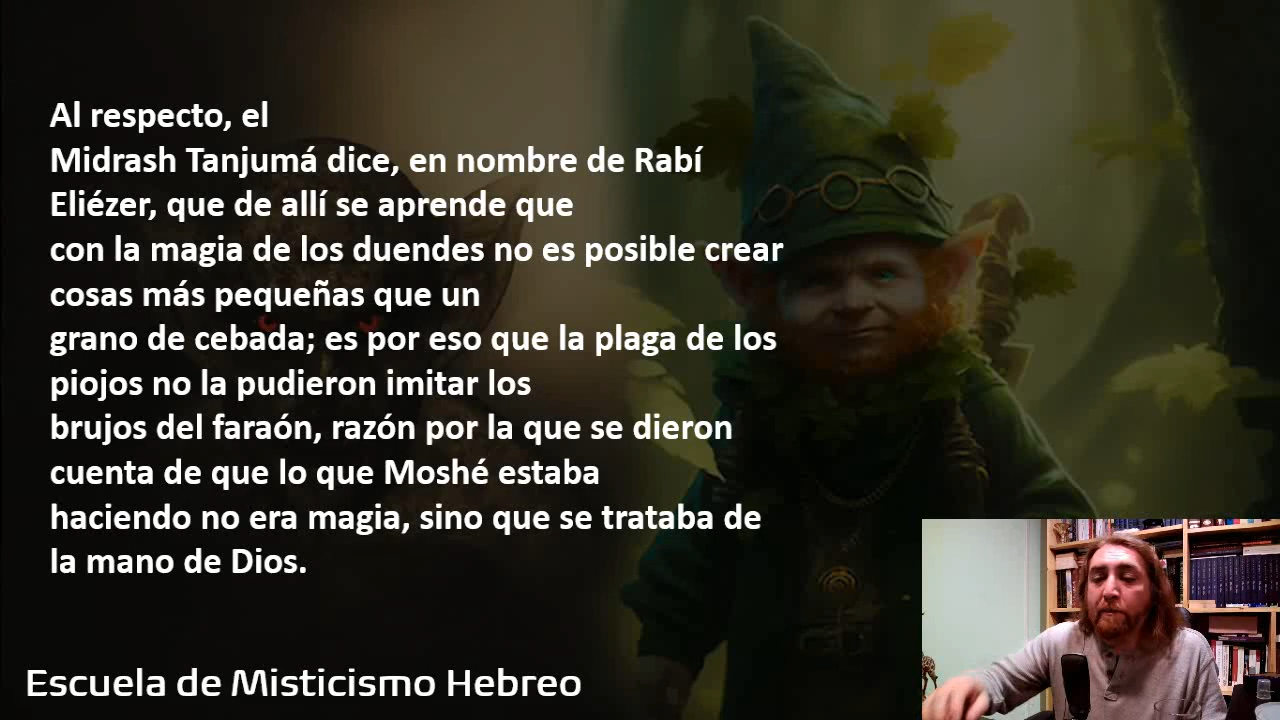 Al respecto, el
Midrash Tanjumá dice, en nombre de Rabí
Eliézer, que de allí se aprende que
con la magia de los duendes no es posible crear
cosas más pequeñas que un
grano de cebada; es por eso que la plaga de los
piojos no la pudieron imitar los
brujos del faraón, razón por la que se dieron
cuenta de que lo que Moshé estaba
haciendo no era magia, sino que se trataba de
la mano de Dios.
Escuela de Misticismo Hebreo